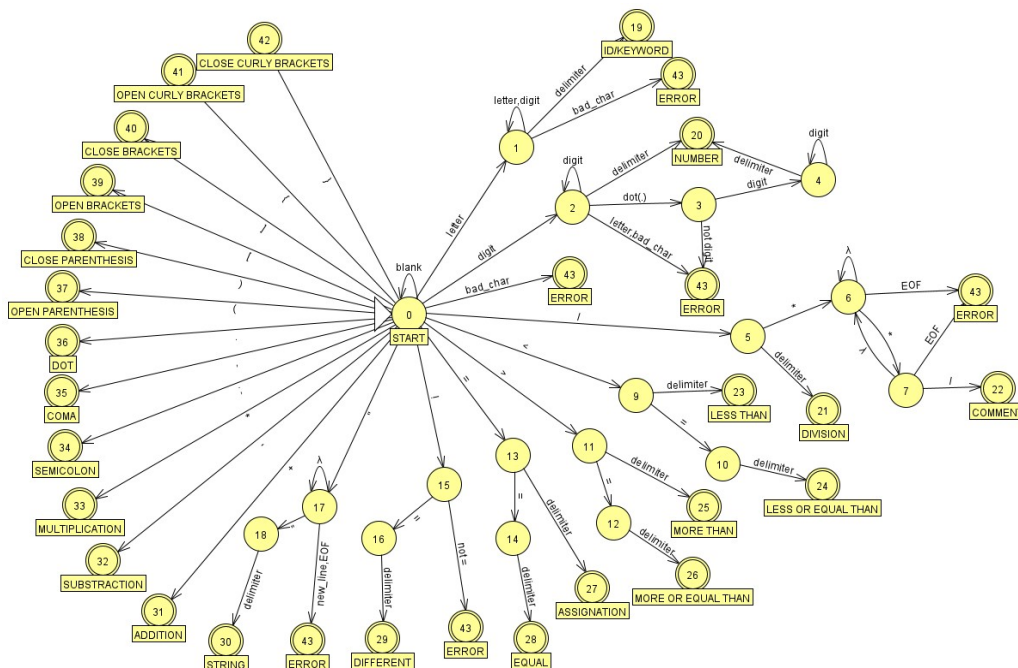 42
CLOSE CURLY BRACKETS
41
OPEN CURLY BRACKETS
40
CLOSE BRACKETS
39
OPEN BRACKETS
38
CLOSE PARENTHESIS
37
OPEN PARENTHESIS
36
DOT
35
COMA
34
SEMICOLON
33
MULTIPLICATION
32
SUBSTRACTION
31
ADDITION
}
{
]
[
)
(
.
,
;
*
-
+
"
blank
0
START
letter
letter,digit
1
delimiter
19
ID/KEYWORD
bad_char
43
ERROR
digit
digit
2
delimiter
20
NUMBER
dot(.)
3
digit
digit
4
delimiter
letter,bad_char
not digit
43
ERROR
bad_char
43
ERROR
/
5
*
λ
6
EOF
43
ERROR
*
λ
EOF
7
/
22
COMMENT
delimiter
21
DIVISION
<
9
delimiter
23
LESS THAN
=
10
delimiter
24
LESS OR EQUAL THAN
>
11
delimiter
25
MORE THAN
=
12
delimiter
26
MORE OR EQUAL THAN
=
13
delimiter
27
ASSIGNATION
=
14
delimiter
28
EQUAL
!
15
=
16
delimiter
29
DIFFERENT
not =
43
ERROR
λ
17
"
18
delimiter
30
STRING
new_line,EOF
43
ERROR